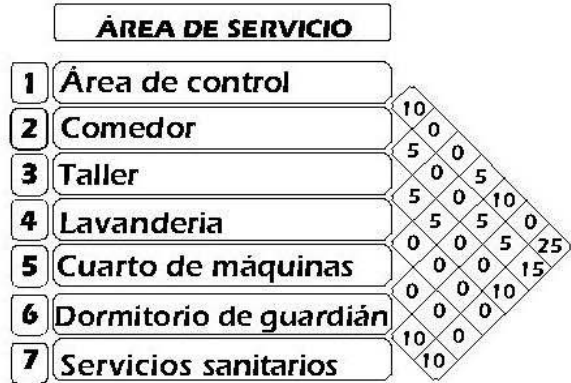 ÁREA DE SERVICIO
1 Área de control
10
2 Comedor
0
5 0
3 Taller
0 5
5 0 10
4 Lavanderia
5 5 0
0 0 5 25
5 Cuarto de máquinas
0 0 15
0 0 10
6 Dormitorio de guardián
0 0
10 0
7 Servicios sanitarios
10